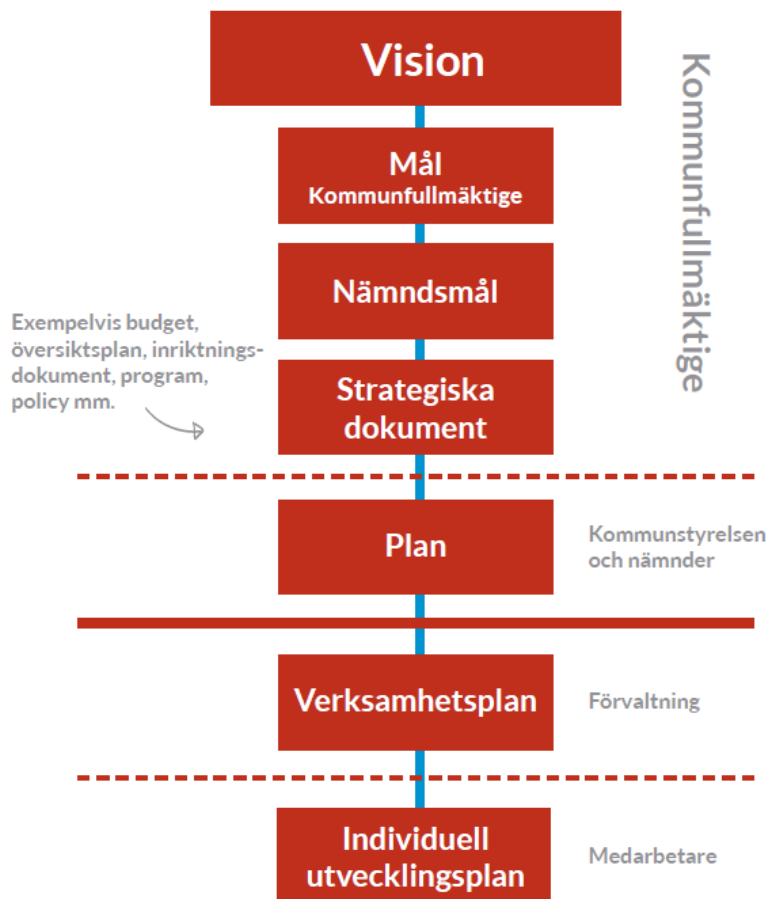 Vision
Kommunfullmäktige
Mål
Kommunfullmäktige
Nämndsmål
Exempelvis budget,
översiktsplan, inriktnings-
dokument, program,
policy mm.
Strategiska
dokument
Plan
Kommunstyrelsen
och nämnder
Verksamhetsplan
Förvaltning
Individuell
utvecklingsplan
Medarbetare